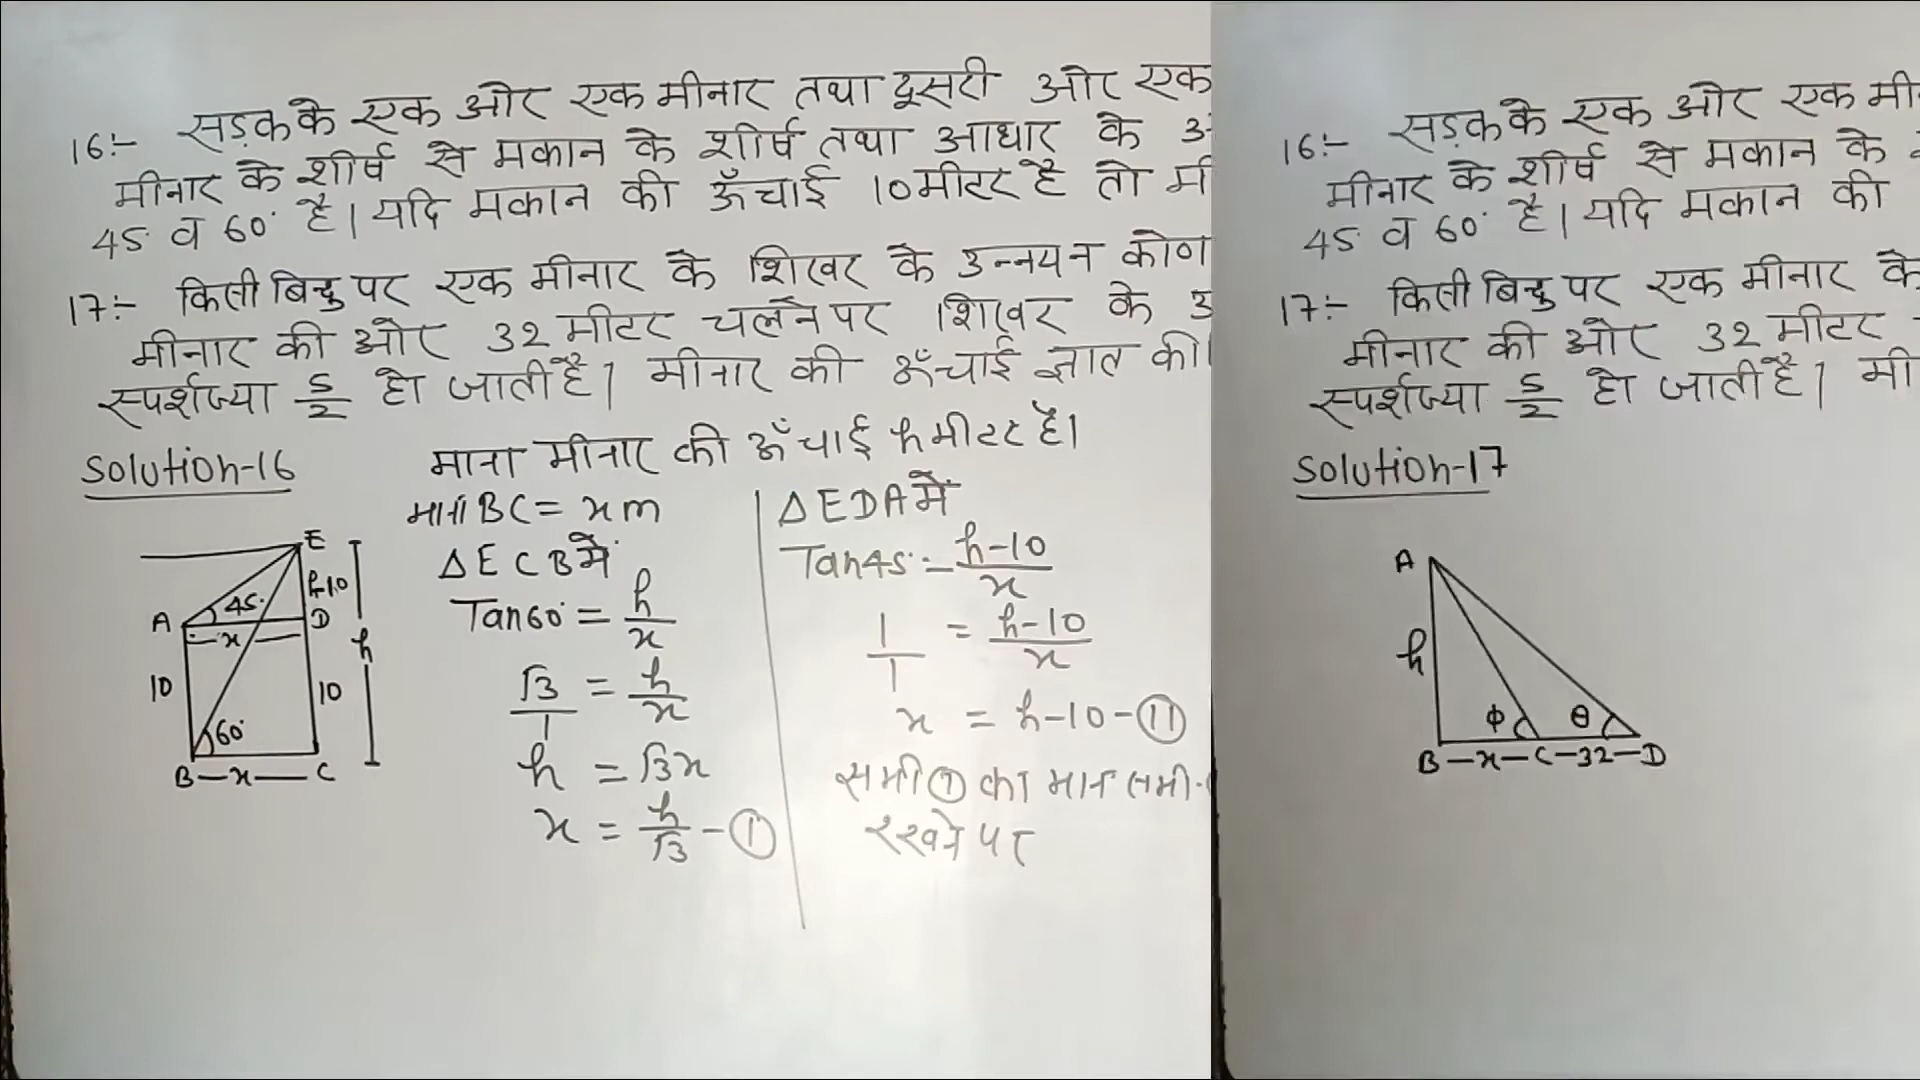 16:- सड़क के एक ओर एक मीनार तथा दूसरी ओर एक
मीनार के शीर्ष से मकान के शीर्ष तथा आधार के
45° व 60° है। यदि मकान की ऊँचाई 10 मीटर है तो
17:- किसी बिन्दु पर एक मीनार के शिखर के उन्नयन कोण
मीनार की ओर 32 मीटर चलने पर शिखर के
स्पर्शज्या 5/2 हो जाती है। मीनार की ऊँचाई ज्ञात
Solution-16
माना मीनार की ऊँचाई h मीटर है।
माना BC = x m
ΔECB में
Tan60° = h/x
√3/1 = h/x
h = √3x
x = h/√3 - ①
ΔEDA में
Tan45° = h-10/x
1/1 = h-10/x
x = h-10 - ⑪
समी ① का मान समी.
रखने पर
E
45°
h-10
A
D
x
h
10
10
60°
B-x-C
16:- सड़क के एक ओर एक
मीनार के शीर्ष से मकान के
45° व 60° है। यदि मकान की
17:- किसी बिन्दु पर एक मीनार के
मीनार की ओर 32 मीटर
स्पर्शज्या 5/2 हो जाती है।
Solution-17
A
h
Φ
θ
B-x-C-32-D